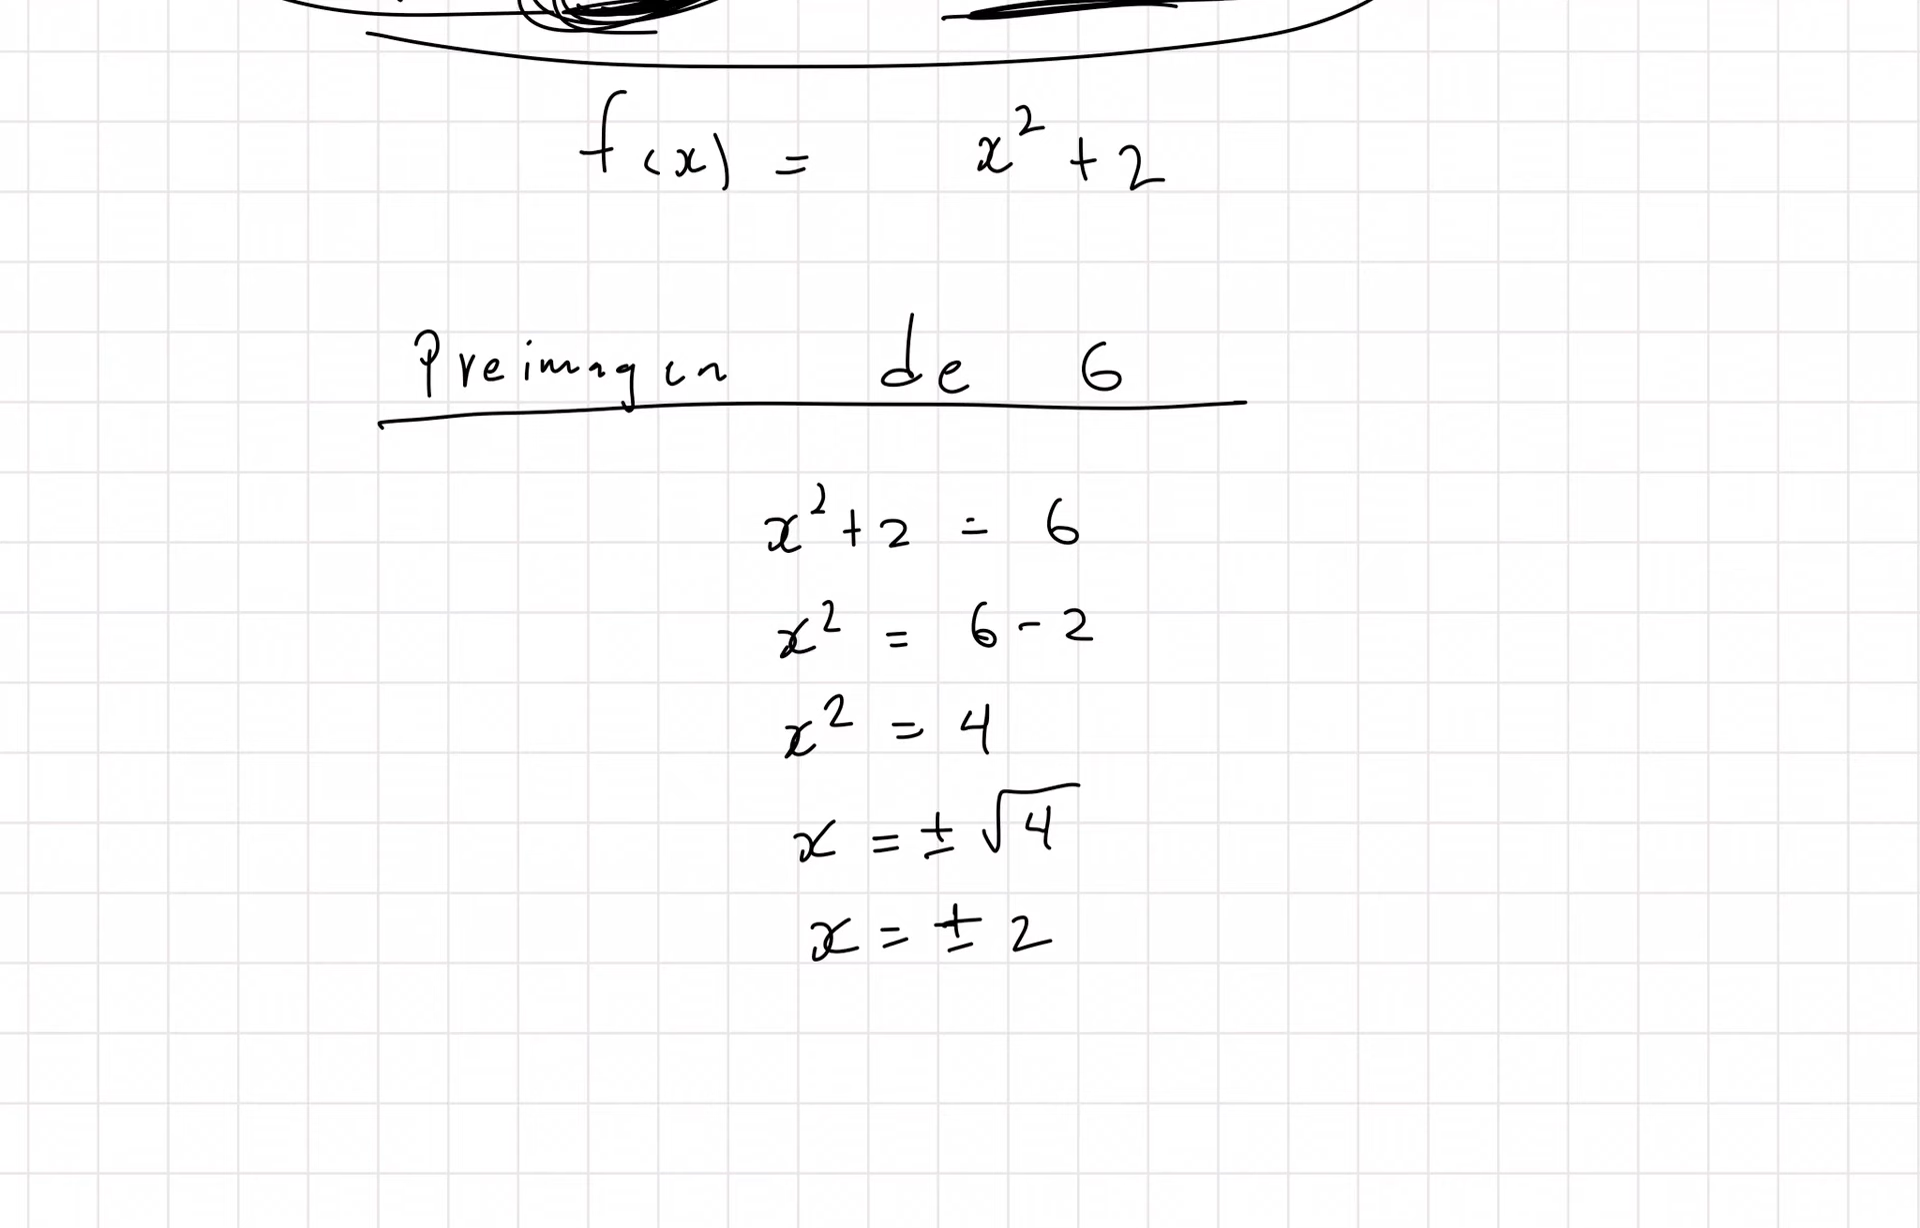 f(x) = x² + 2
Preimagen de 6
x² + 2 = 6
x² = 6 - 2
x² = 4
x = ± √4
x = ± 2